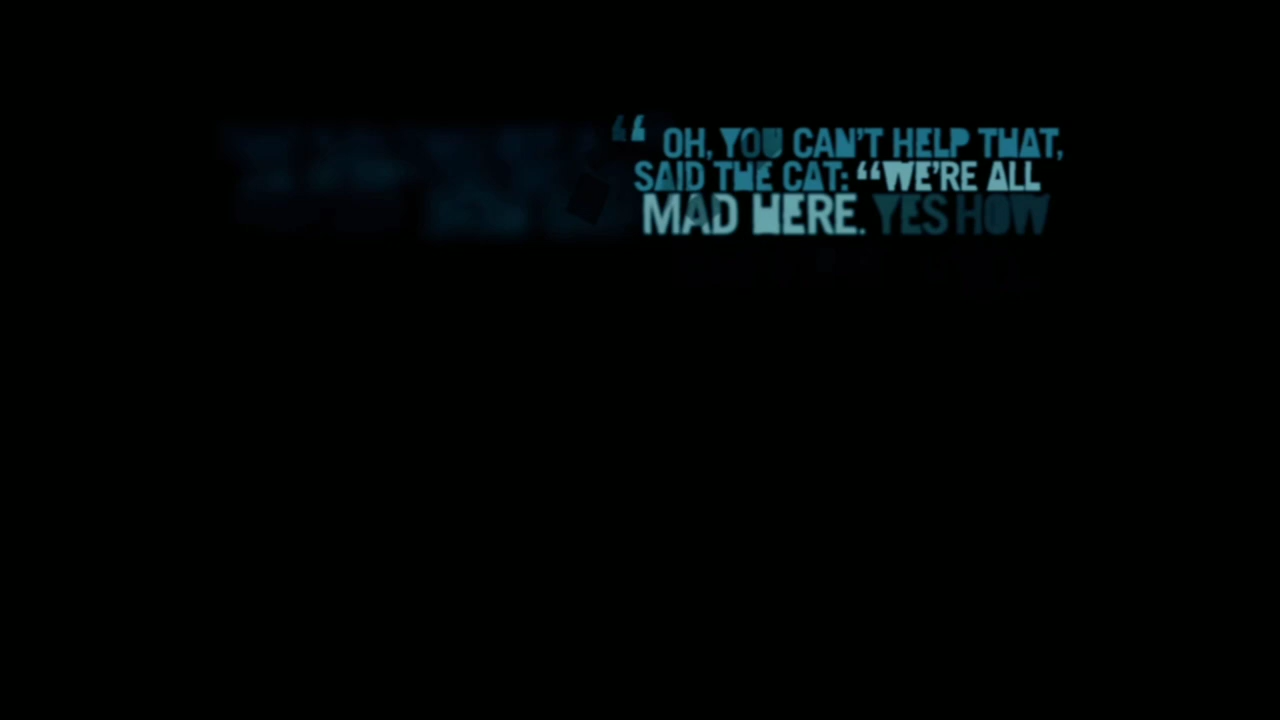 “ OH, YOU CAN'T HELP THAT,
SAID THE CAT: “WE'RE ALL
MAD HERE. YES HOW